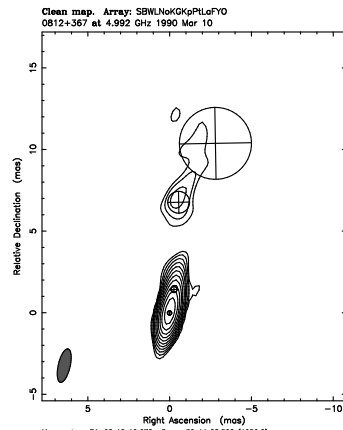 Clean map. Array: SBWLNoKGKpPtLaFYO
0812+367 at 4.992 GHz 1990 Mar 10
Relative Declination (mas)
15
10
5
0
-5
5
0
-5
-10
Right Ascension (mas)